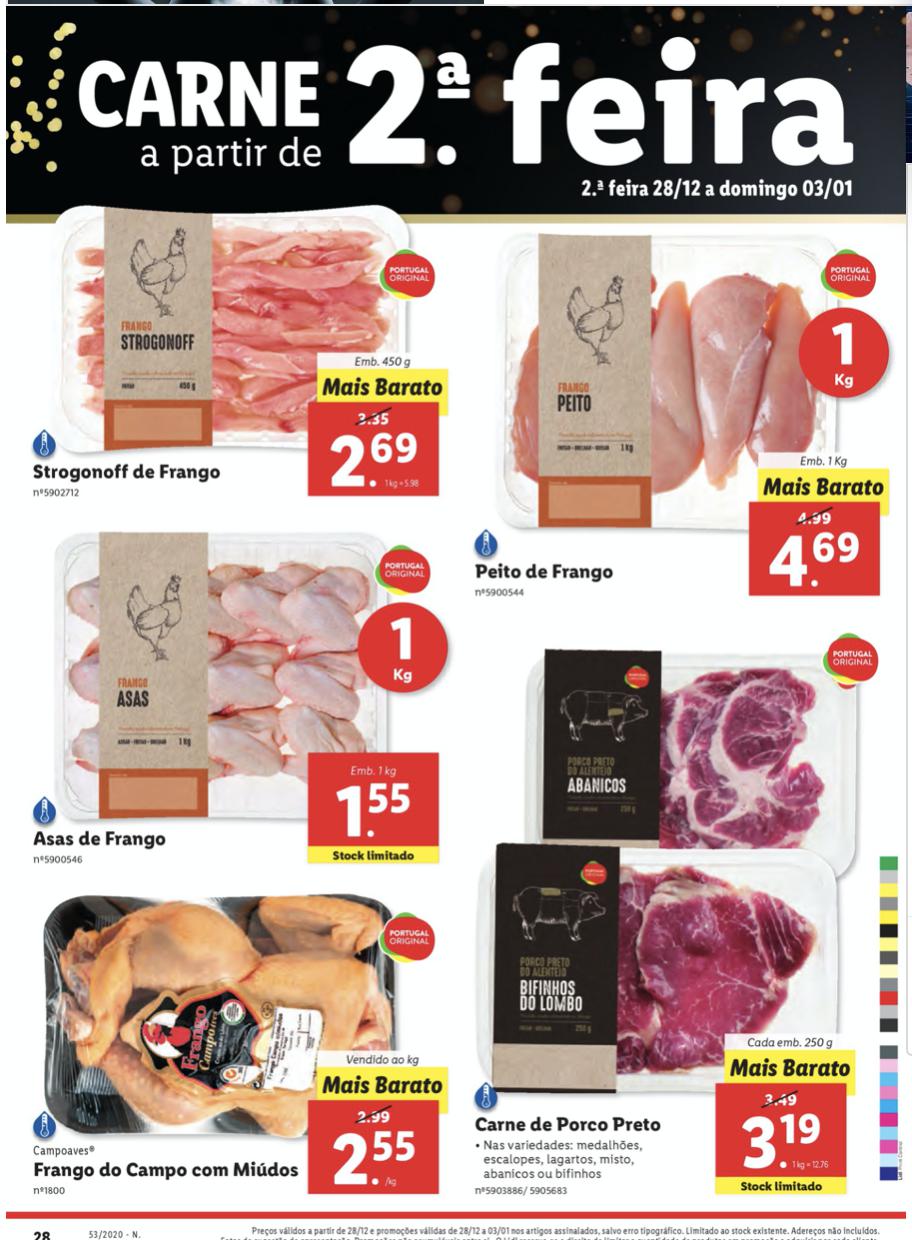 CARNE
a partir de
2.ª feira
2.ª feira 28/12 a domingo 03/01
FRANGO
STROGONOFF
450 g
PORTUGAL
ORIGINAL
Emb. 450 g
Mais Barato
3.35
2.69
1 kg = 5.98
Strogonoff de Frango
nº5902712
FRANGO
PEITO
1 kg
PORTUGAL
ORIGINAL
1
Kg
Emb. 1 Kg
Mais Barato
4.99
4.69
Peito de Frango
nº5900544
FRANGO
ASAS
ASSAR - FRITAR - GRELHAR 1 kg
PORTUGAL
ORIGINAL
1
Kg
Emb. 1 kg
1.55
Stock limitado
Asas de Frango
nº5900546
PORCO PRETO
DO ALENTEJO
ABANICOS
250 g
PORTUGAL
ORIGINAL
PORCO PRETO
DO ALENTEJO
BIFINHOS
DO LOMBO
250 g
Cada emb. 250 g
Mais Barato
3.49
3.19
1 kg = 12.76
Stock limitado
Carne de Porco Preto
• Nas variedades: medalhões,
escalopes, lagartos, misto,
abanicos ou bifinhos
nº5903886/ 5905683
Frango
Campo
PORTUGAL
ORIGINAL
Vendido ao kg
Mais Barato
2.99
2.55
/kg
Campoaves®
Frango do Campo com Miúdos
nº1800
28
53/2020 - N.
Preços válidos a partir de 28/12 e promoções válidas de 28/12 a 03/01 nos artigos assinalados, salvo erro tipográfico. Limitado ao stock existente. Adereços não incluídos.